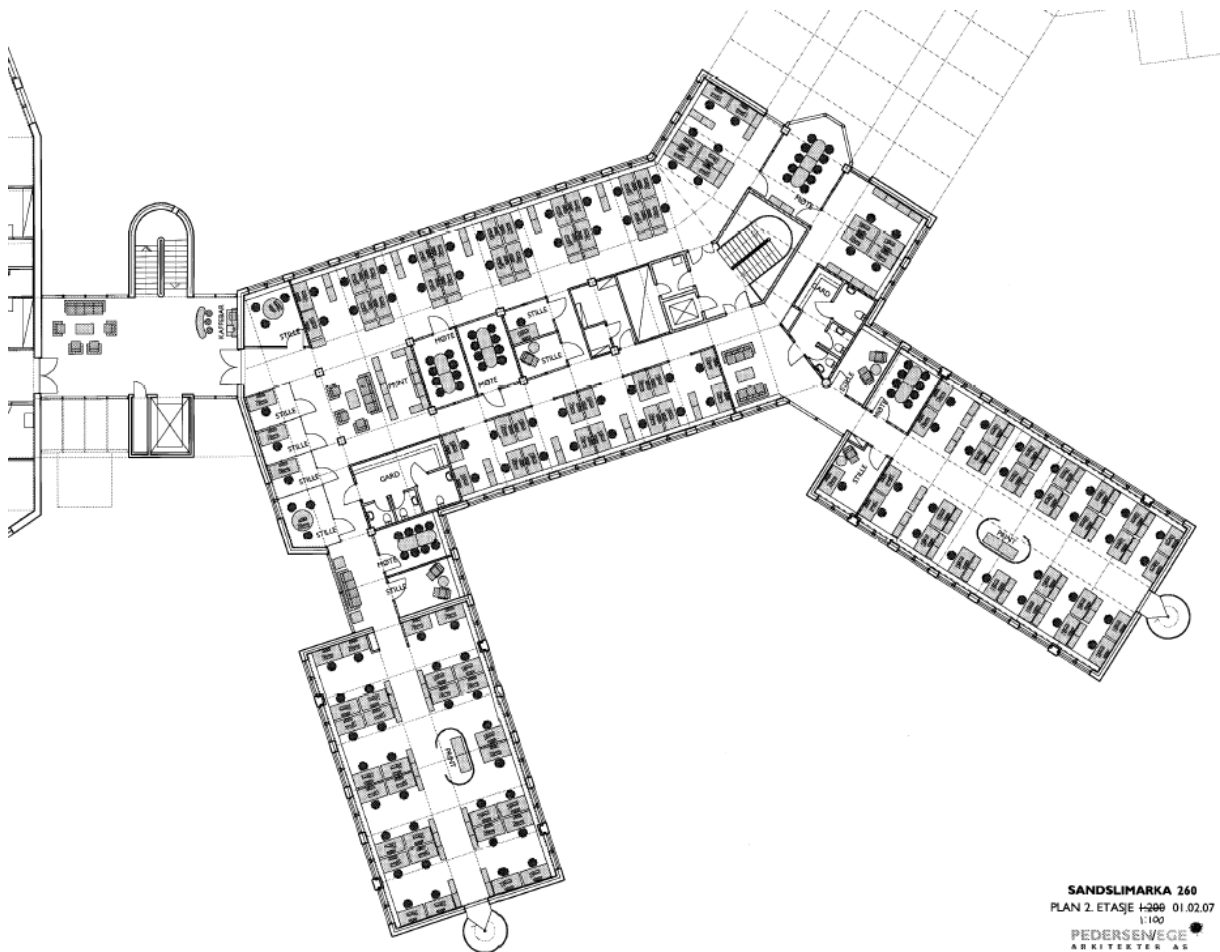 MØTE
GARD
STILLE
KAFFEBAR
STILLE
MØTE
STILLE
STILLE
PRINT
MØTE
STILLE
MØTE
STILLE
STILLE
STILLE
GARD
STILLE
STILLE
MØTE
STILLE
PRINT
PRINT
SANDSLIMARKA 260
PLAN 2. ETASJE 1:200 01.02.07
1:100
PEDERSEN/EGE
ARKITEKTER AS